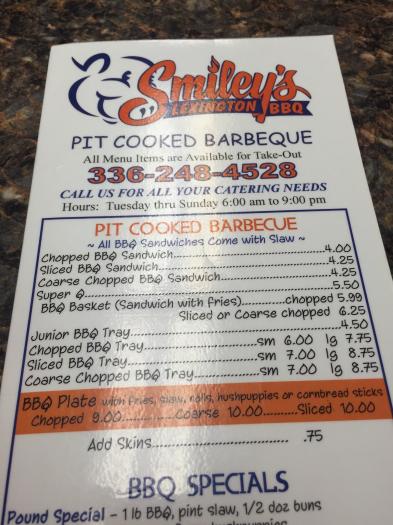 Smiley's
LEXINGTON BBQ
PIT COOKED BARBEQUE
All Menu Items are Available for Take-Out
336-248-4528
CALL US FOR ALL YOUR CATERING NEEDS
Hours: Tuesday thru Sunday 6:00 am to 9:00 pm
PIT COOKED BARBECUE
~ All BBQ Sandwiches Come with Slaw ~
Chopped BBQ Sandwich 4.00
Sliced BBQ Sandwich 4.25
Coarse Chopped BBQ Sandwich 4.25
Super Q 5.50
BBQ Basket (Sandwich with fries) chopped 5.99
Sliced or Coarse chopped 6.25
Junior BBQ Tray 4.50
Chopped BBQ Tray sm 6.00 lg 7.75
Sliced BBQ Tray sm 7.00 lg 8.75
Coarse Chopped BBQ Tray sm 7.00 lg 8.75
BBQ Plate with fries, slaw, rolls, hushpuppies or cornbread sticks
Chopped 9.00 Coarse 10.00 Sliced 10.00
Add Skins .75
BBQ SPECIALS
Pound Special - 1 lb BBQ, pint slaw, 1/2 doz buns